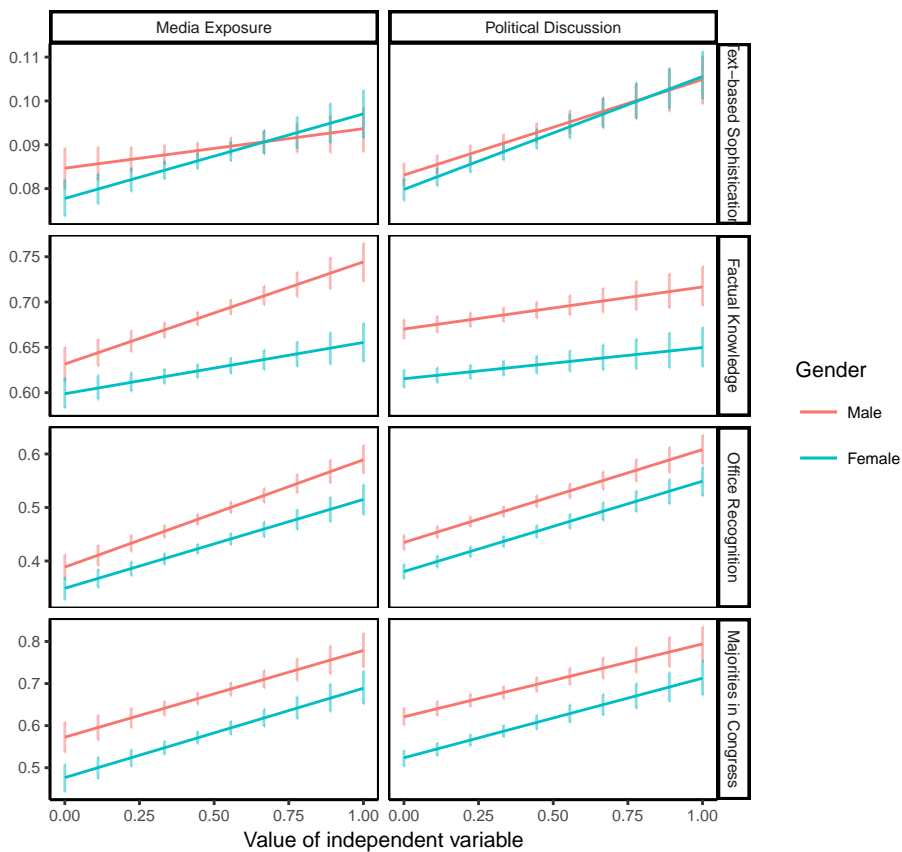 Media Exposure
Political Discussion
0.11
0.10
0.09
0.08
Text−based Sophistication
0.75
0.70
0.65
0.60
Factual Knowledge
0.6
0.5
0.4
Office Recognition
0.8
0.7
0.6
0.5
Majorities in Congress
0.00
0.25
0.50
0.75
1.00
0.00
0.25
0.50
0.75
1.00
Value of independent variable
Gender
Male
Female